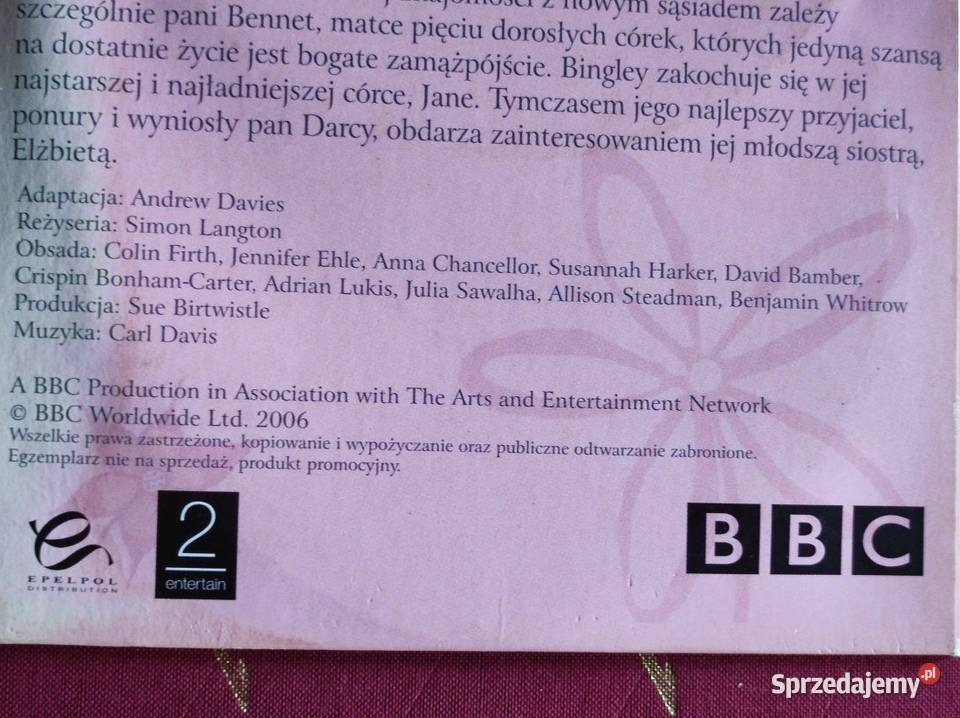 z nowym sąsiadem zależy
szczególnie pani Bennet, matce pięciu dorosłych córek, których jedyną szansą
na dostatnie życie jest bogate zamążpójście. Bingley zakochuje się w jej
najstarszej i najładniejszej córce, Jane. Tymczasem jego najlepszy przyjaciel,
ponury i wyniosły pan Darcy, obdarza zainteresowaniem jej młodszą siostrą,
Elżbietą.
Adaptacja: Andrew Davies
Reżyseria: Simon Langton
Obsada: Colin Firth, Jennifer Ehle, Anna Chancellor, Susannah Harker, David Bamber,
Crispin Bonham-Carter, Adrian Lukis, Julia Sawalha, Allison Steadman, Benjamin Whitrow
Produkcja: Sue Birtwistle
Muzyka: Carl Davis
A BBC Production in Association with The Arts and Entertainment Network
© BBC Worldwide Ltd. 2006
Wszelkie prawa zastrzeżone, kopiowanie i wypożyczanie oraz publiczne odtwarzanie zabronione.
Egzemplarz nie na sprzedaż, produkt promocyjny.
EPELPOL
DISTRIBUTION
2
entertain
BBC
Sprzedajemy.pl